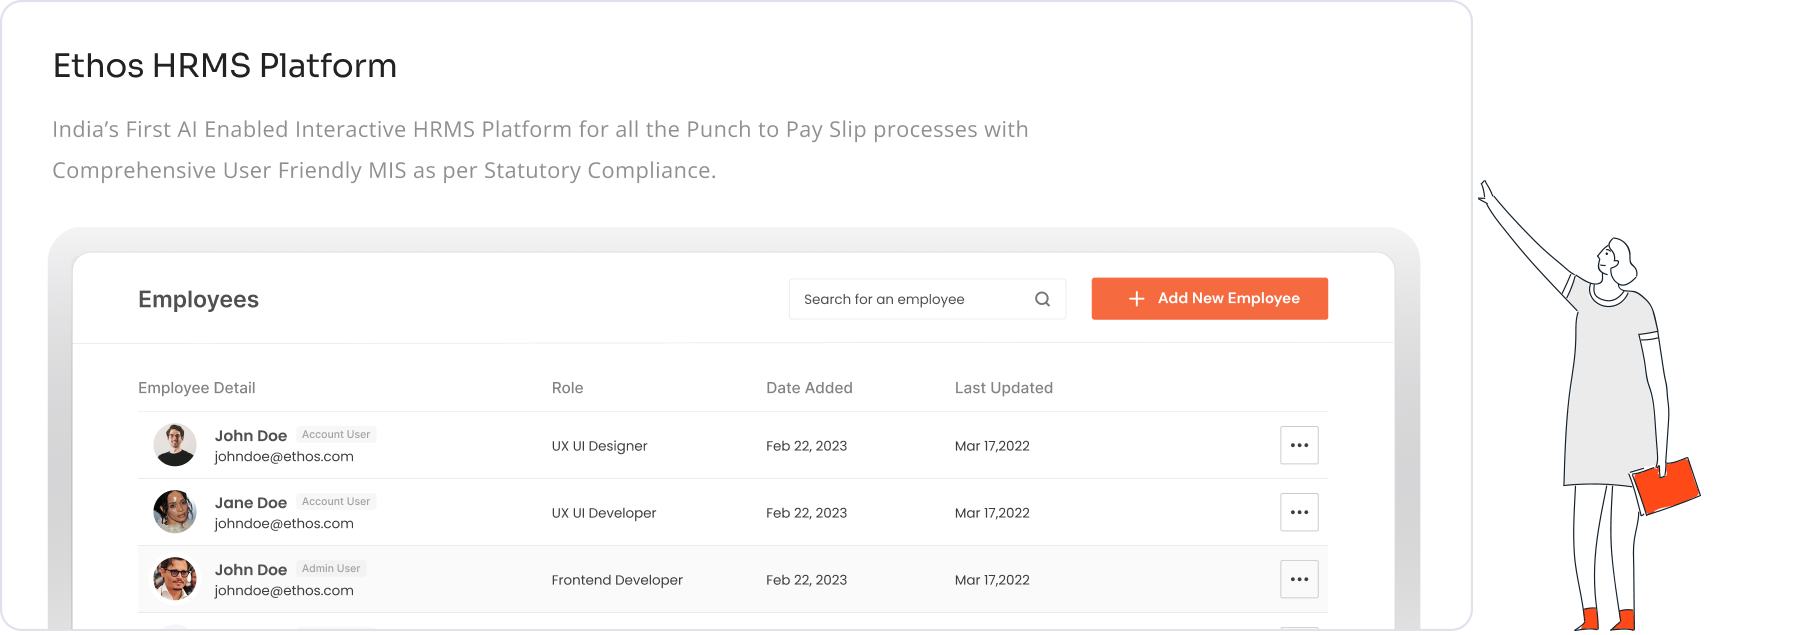 Ethos HRMS Platform
India’s First AI Enabled Interactive HRMS Platform for all the Punch to Pay Slip processes with
Comprehensive User Friendly MIS as per Statutory Compliance.
Employees
Search for an employee
+ Add New Employee
Employee Detail Role Date Added Last Updated
John Doe Account User
johndoe@ethos.com
UX UI Designer Feb 22, 2023 Mar 17,2022
Jane Doe Account User
johndoe@ethos.com
UX UI Developer Feb 22, 2023 Mar 17,2022
John Doe Admin User
johndoe@ethos.com
Frontend Developer Feb 22, 2023 Mar 17,2022